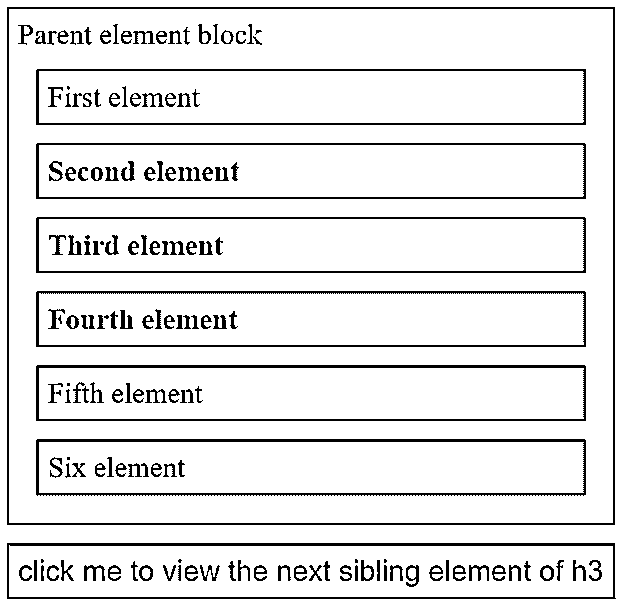 Parent element block
First element
Second element
Third element
Fourth element
Fifth element
Six element
click me to view the next sibling element of h3